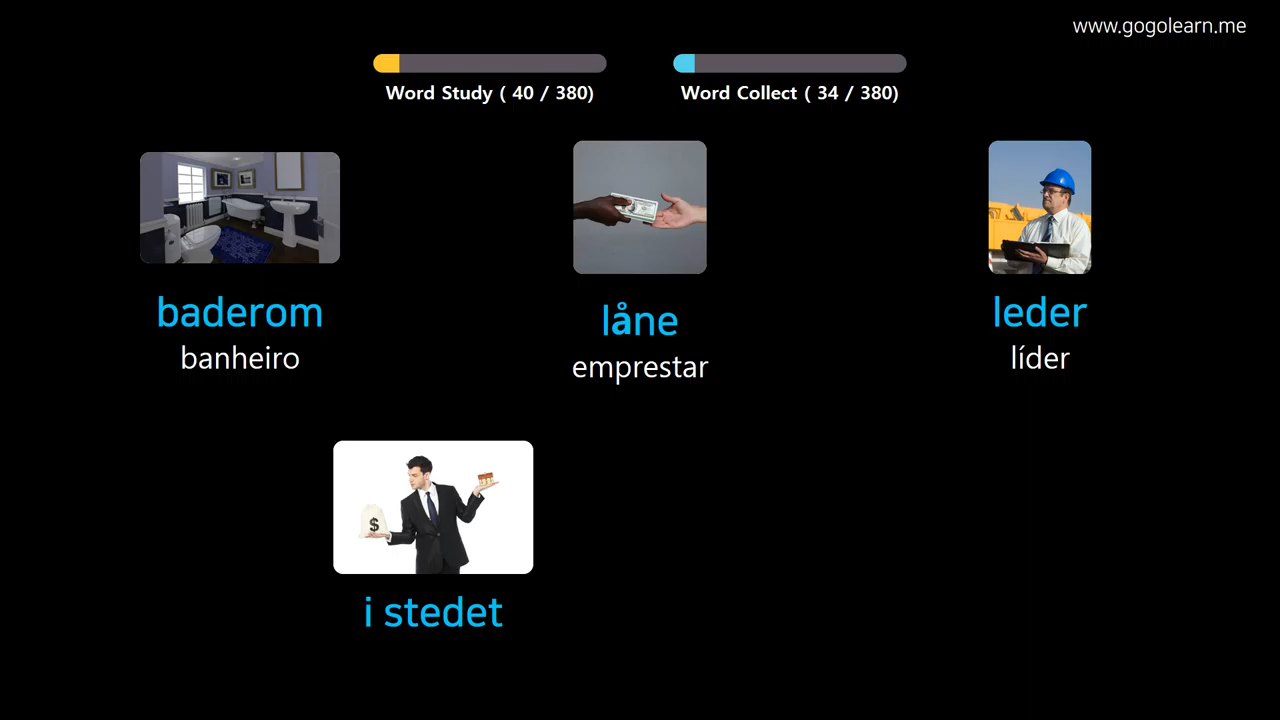 www.gogolearn.me
Word Study ( 40 / 380)
Word Collect ( 34 / 380)
baderom
banheiro
låne
emprestar
leder
líder
$
i stedet